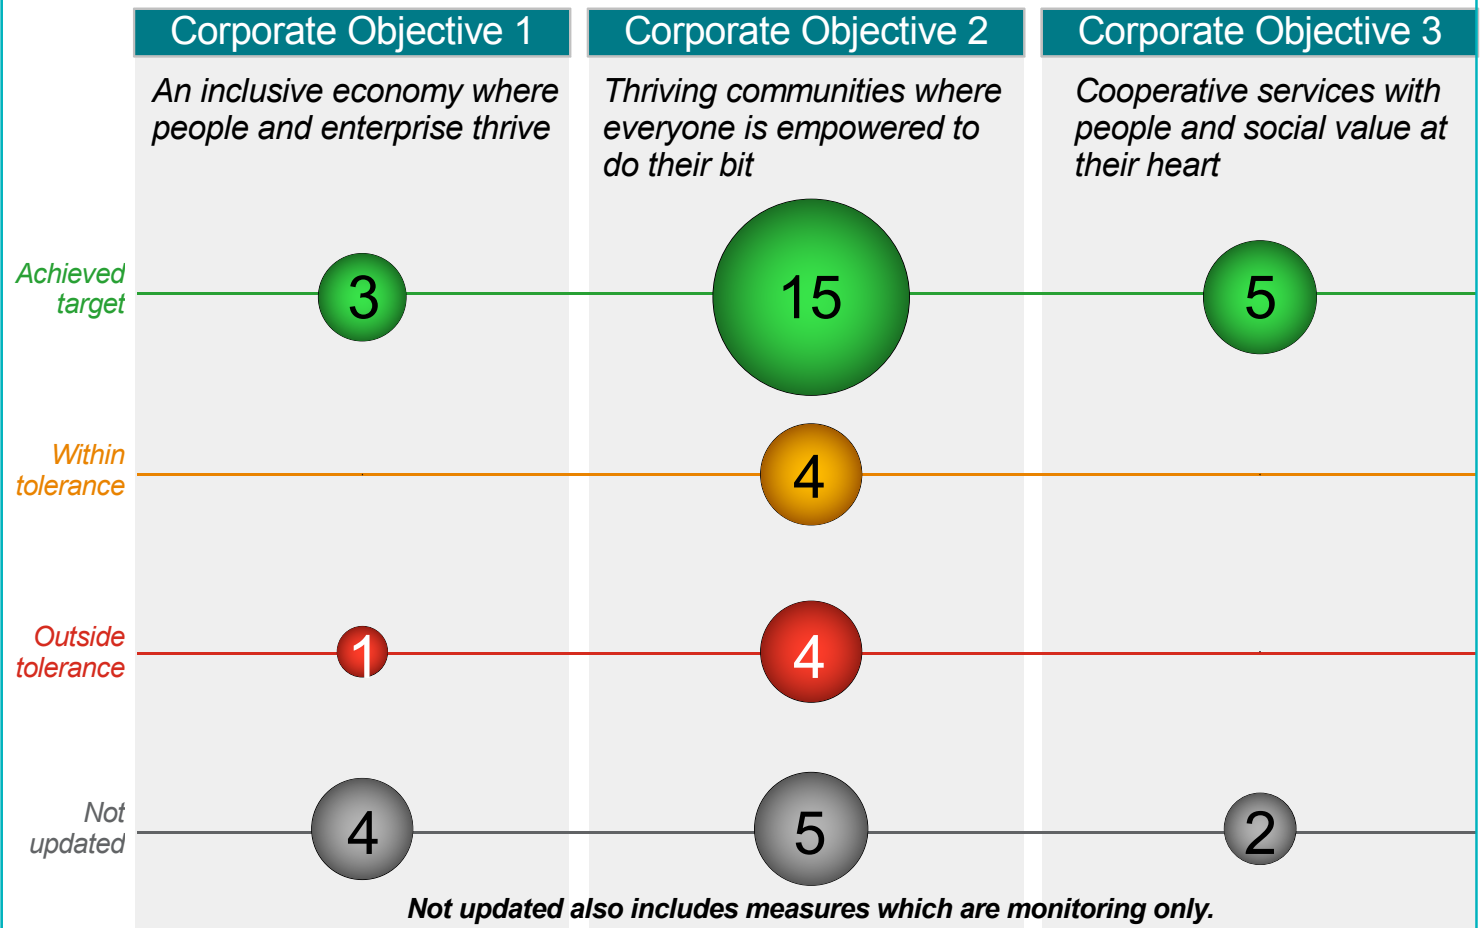 Corporate Objective 1
Corporate Objective 2
Corporate Objective 3
An inclusive economy where
people and enterprise thrive
Thriving communities where
everyone is empowered to
do their bit
Cooperative services with
people and social value at
their heart
Achieved
target
3
15
5
Within
tolerance
4
Outside
tolerance
1
4
Not
updated
4
5
2
Not updated also includes measures which are monitoring only.